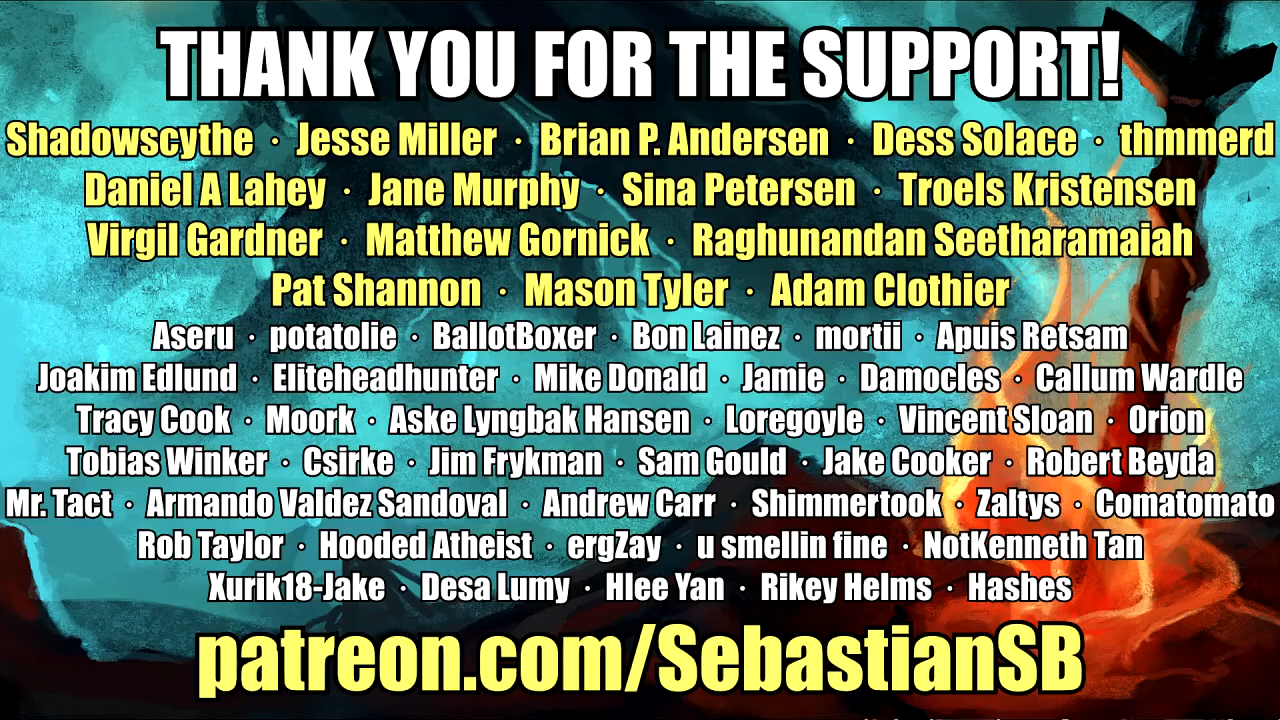 THANK YOU FOR THE SUPPORT!
Shadowscythe · Jesse Miller · Brian P. Andersen · Dess Solace · thmmerd
Daniel A Lahey · Jane Murphy · Sina Petersen · Troels Kristensen
Virgil Gardner · Matthew Gornick · Raghunandan Seetharamaiah
Pat Shannon · Mason Tyler · Adam Clothier
Aseru · potatolie · BallotBoxer · Bon Lainez · mortii · Apuis Retsam
Joakim Edlund · Eliteheadhunter · Mike Donald · Jamie · Damocles · Callum Wardle
Tracy Cook · Moork · Aske Lyngbak Hansen · Loregoyle · Vincent Sloan · Orion
Tobias Winker · Csirke · Jim Frykman · Sam Gould · Jake Cooker · Robert Beyda
Mr. Tact · Armando Valdez Sandoval · Andrew Carr · Shimmertook · Zaltys · Comatomato
Rob Taylor · Hooded Atheist · ergZay · u smellin fine · NotKenneth Tan
Xurik18-Jake · Desa Lumy · Hlee Yan · Rikey Helms · Hashes
patreon.com/SebastianSB